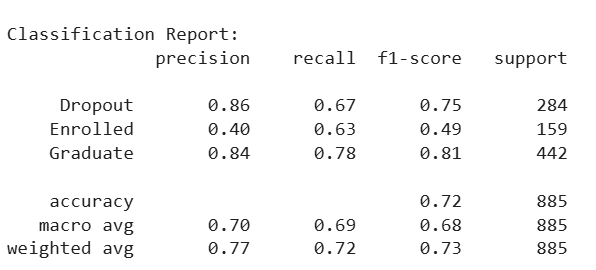 Classification Report:
precision recall f1-score support
Dropout 0.86 0.67 0.75 284
Enrolled 0.40 0.63 0.49 159
Graduate 0.84 0.78 0.81 442
accuracy 0.72 885
macro avg 0.70 0.69 0.68 885
weighted avg 0.77 0.72 0.73 885